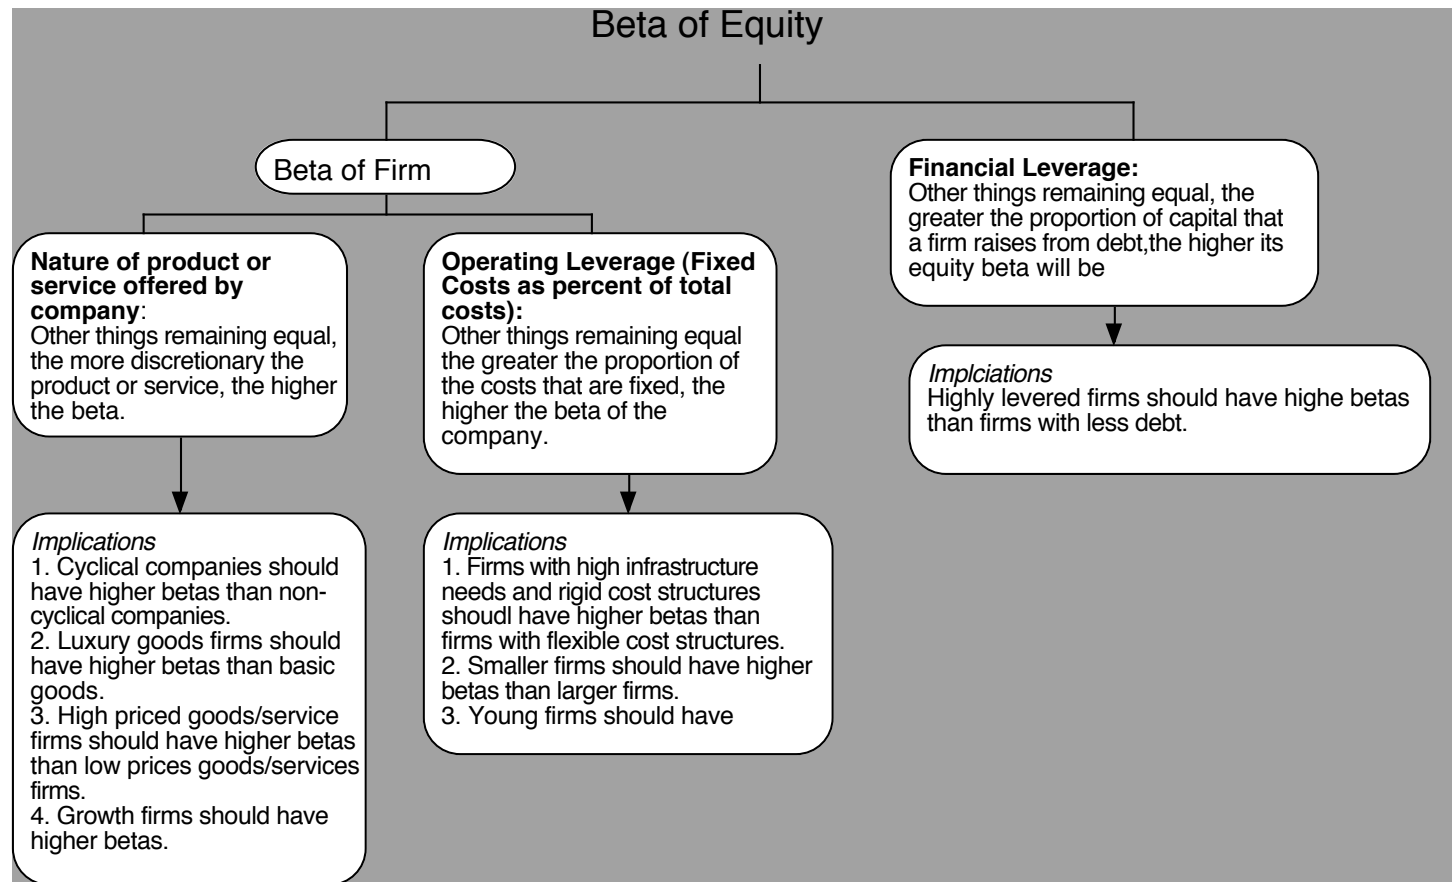 Beta of Equity
Beta of Firm
Financial Leverage:
Other things remaining equal, the
greater the proportion of capital that
a firm raises from debt,the higher its
equity beta will be
Nature of product or
service offered by
company:
Other things remaining equal,
the more discretionary the
product or service, the higher
the beta.
Operating Leverage (Fixed
Costs as percent of total
costs):
Other things remaining equal
the greater the proportion of
the costs that are fixed, the
higher the beta of the
company.
Implciations
Highly levered firms should have highe betas
than firms with less debt.
Implications
1. Cyclical companies should
have higher betas than non-
cyclical companies.
2. Luxury goods firms should
have higher betas than basic
goods.
3. High priced goods/service
firms should have higher betas
than low prices goods/services
firms.
4. Growth firms should have
higher betas.
Implications
1. Firms with high infrastructure
needs and rigid cost structures
shoudl have higher betas than
firms with flexible cost structures.
2. Smaller firms should have higher
betas than larger firms.
3. Young firms should have